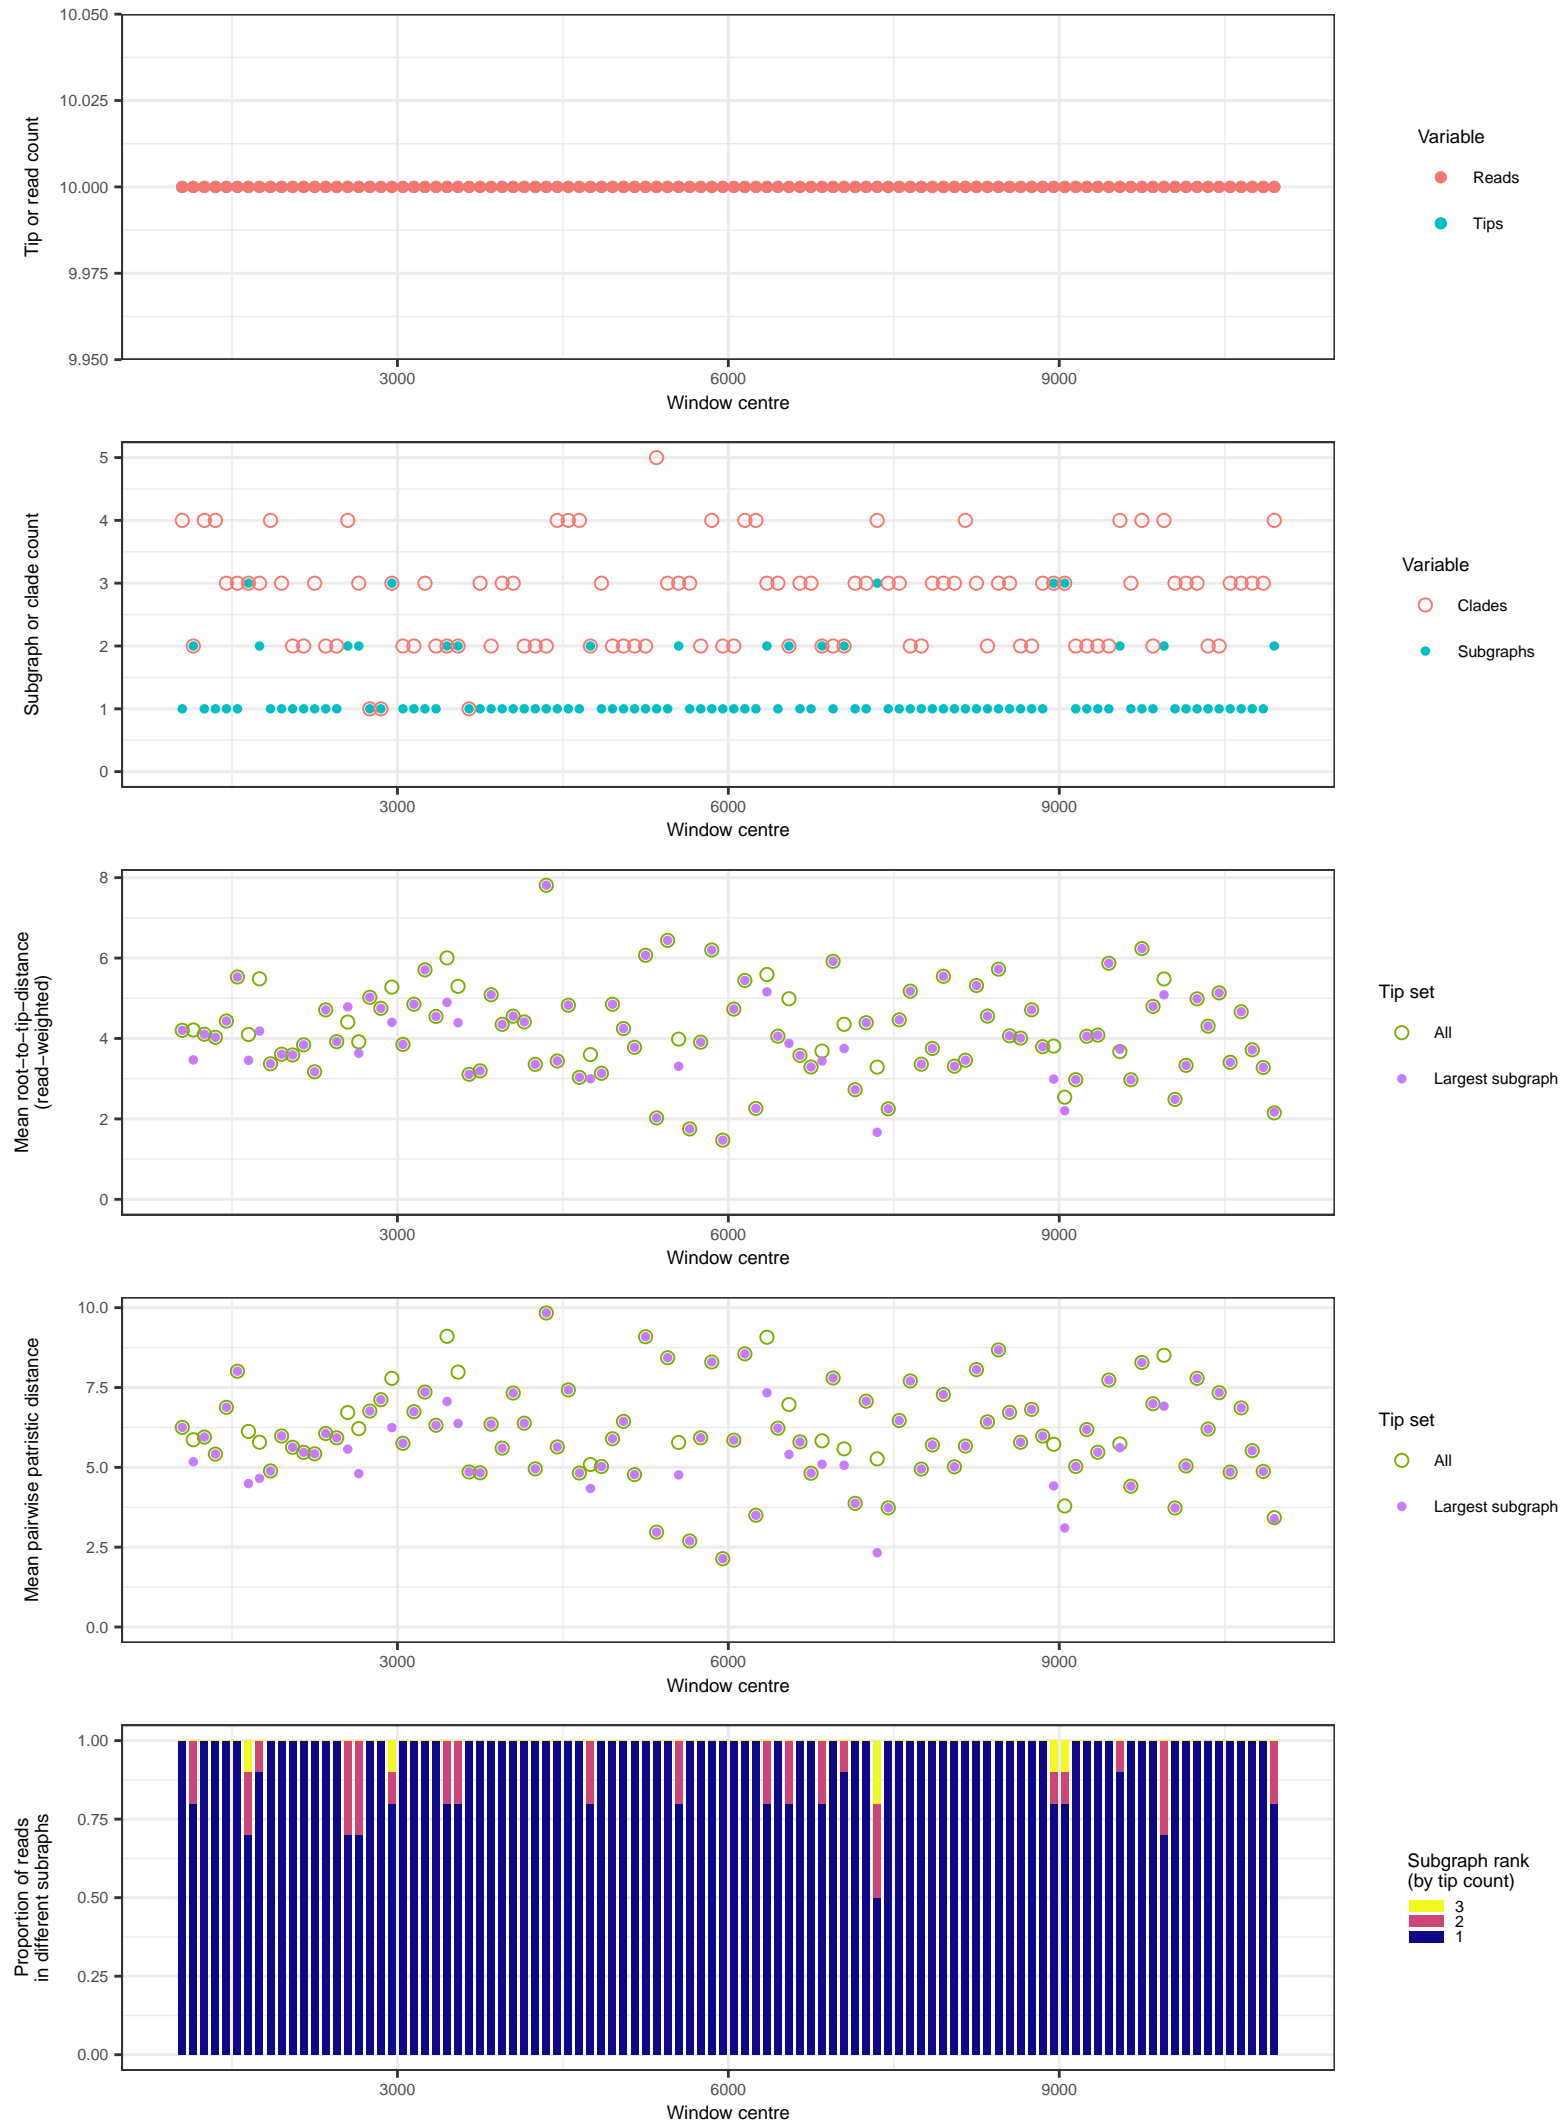 10.050
10.025
10.000
9.975
9.950
Tip or read count
3000 6000 9000
Window centre
Variable
Reads
Tips
5
4
3
2
1
0
Subgraph or clade count
3000 6000 9000
Window centre
Variable
Clades
Subgraphs
8
6
4
2
0
Mean root–to–tip–distance
(read–weighted)
3000 6000 9000
Window centre
Tip set
All
Largest subgraph
10.0
7.5
5.0
2.5
0.0
Mean pairwise patristic distance
3000 6000 9000
Window centre
Tip set
All
Largest subgraph
1.00
0.75
0.50
0.25
0.00
Proportion of reads
in different subraphs
3000 6000 9000
Window centre
Subgraph rank
(by tip count)
3
2
1